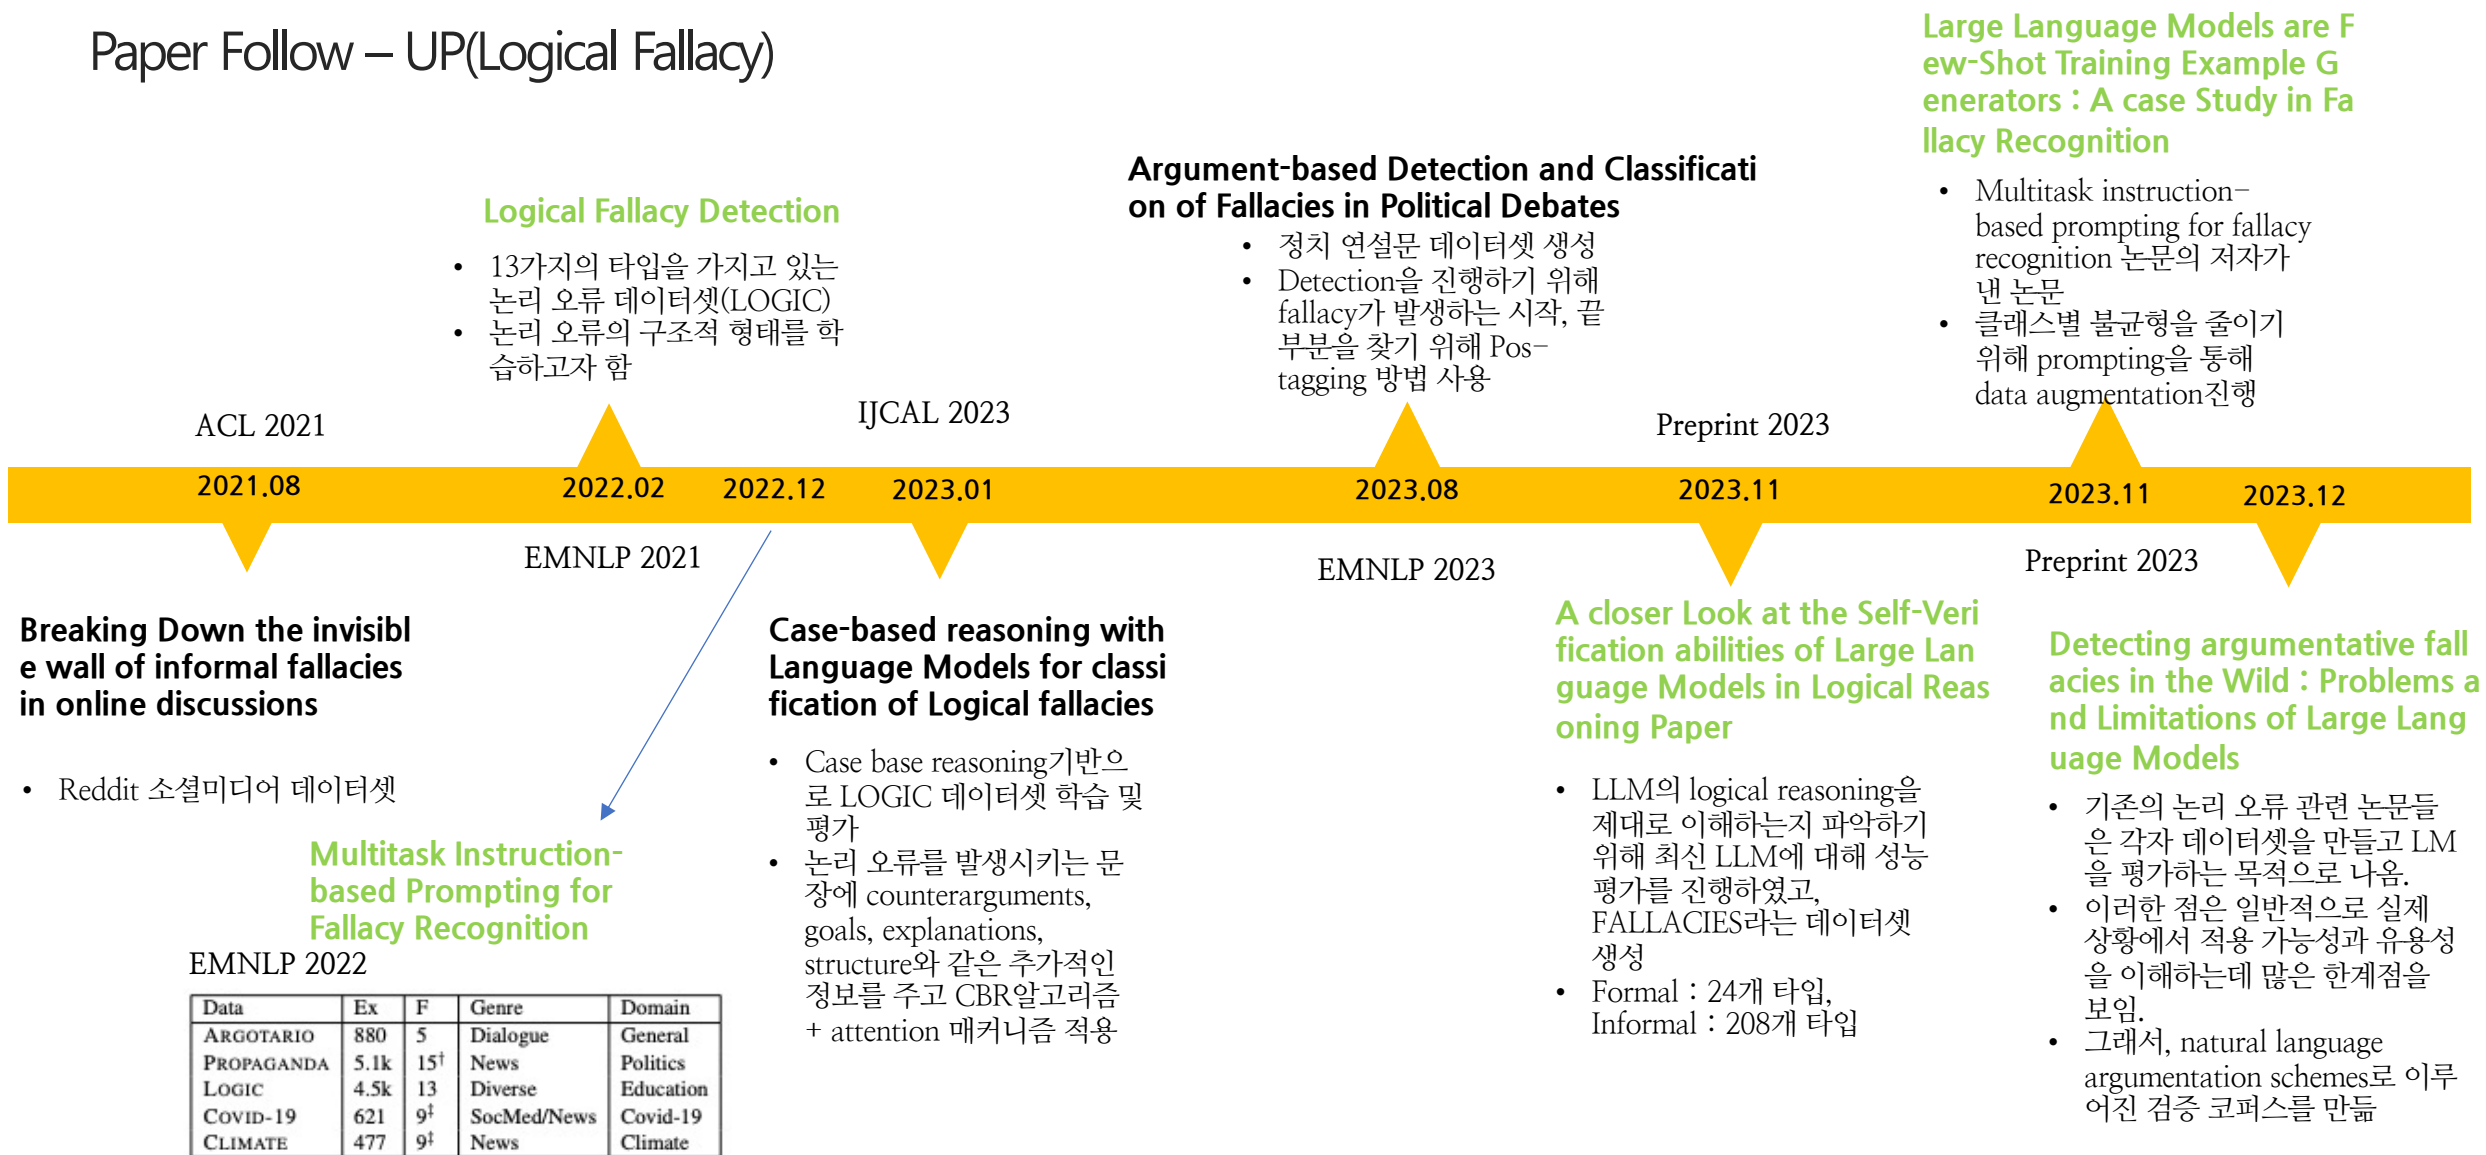 Paper Follow – UP(Logical Fallacy)
Large Language Models are F
ew-Shot Training Example G
enerators : A case Study in Fa
llacy Recognition
• Multitask instruction-
based prompting for fallacy
recognition 논문의 저자가
낸 논문
• 클래스별 불균형을 줄이기
위해 prompting을 통해
data augmentation진행
Argument-based Detection and Classificati
on of Fallacies in Political Debates
• 정치 연설문 데이터셋 생성
• Detection을 진행하기 위해
fallacy가 발생하는 시작, 끝
부분을 찾기 위해 Pos-
tagging 방법 사용
Logical Fallacy Detection
• 13가지의 타입을 가지고 있는
논리 오류 데이터셋(LOGIC)
• 논리 오류의 구조적 형태를 학
습하고자 함
ACL 2021
IJCAL 2023
Preprint 2023
2021.08
2022.02
2022.12
2023.01
2023.08
2023.11
2023.11
2023.12
EMNLP 2021
EMNLP 2023
Preprint 2023
Breaking Down the invisibl
e wall of informal fallacies
in online discussions
• Reddit 소셜미디어 데이터셋
Multitask Instruction-
based Prompting for
Fallacy Recognition
EMNLP 2022
Data Ex F Genre Domain
ARGOTARIO 880 5 Dialogue General
PROPAGANDA 5.1k 15† News Politics
LOGIC 4.5k 13 Diverse Education
COVID-19 621 9‡ SocMed/News Covid-19
CLIMATE 477 9‡ News Climate
Case-based reasoning with
Language Models for classi
fication of Logical fallacies
• Case base reasoning기반으
로 LOGIC 데이터셋 학습 및
평가
• 논리 오류를 발생시키는 문
장에 counterarguments,
goals, explanations,
structure와 같은 추가적인
정보를 주고 CBR알고리즘
+ attention 매커니즘 적용
A closer Look at the Self-Veri
fication abilities of Large Lan
guage Models in Logical Reas
oning Paper
• LLM의 logical reasoning을
제대로 이해하는지 파악하기
위해 최신 LLM에 대해 성능
평가를 진행하였고,
FALLACIES라는 데이터셋
생성
• Formal : 24개 타입,
Informal : 208개 타입
Detecting argumentative fall
acies in the Wild : Problems a
nd Limitations of Large Lang
uage Models
• 기존의 논리 오류 관련 논문들
은 각자 데이터셋을 만들고 LM
을 평가하는 목적으로 나옴.
• 이러한 점은 일반적으로 실제
상황에서 적용 가능성과 유용성
을 이해하는데 많은 한계점을
보임.
• 그래서, natural language
argumentation schemes로 이루
어진 검증 코퍼스를 만듦